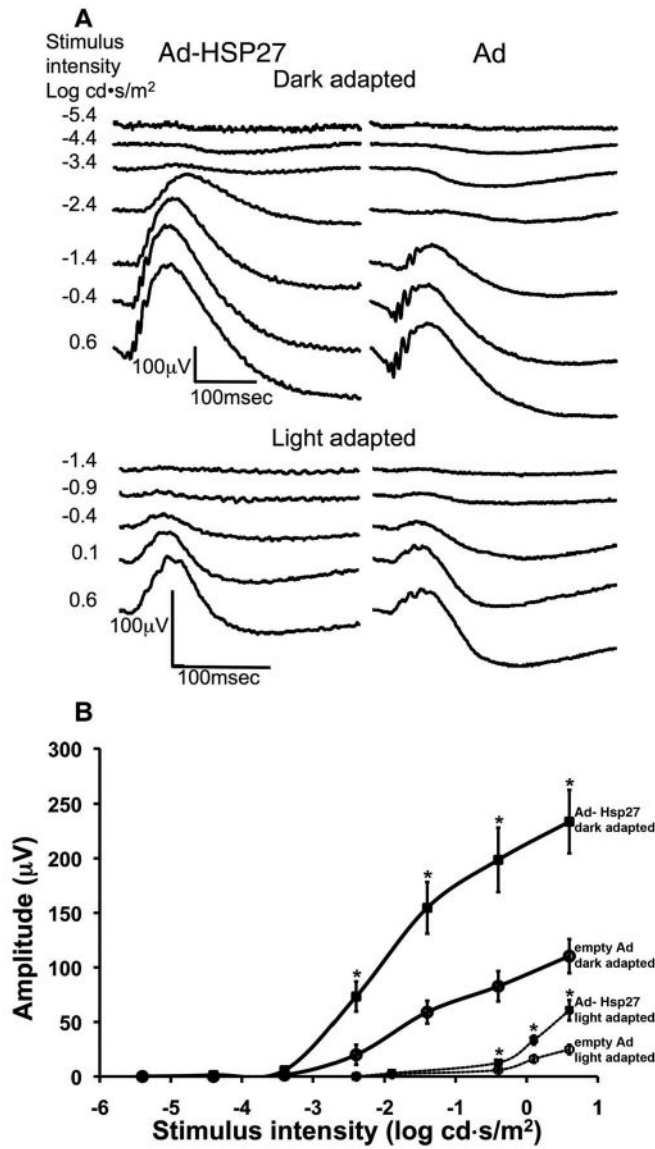 A
Stimulus
intensity
Log cd•s/m²
Ad-HSP27
Ad
Dark adapted
-5.4
-4.4
-3.4
-2.4
-1.4
-0.4
0.6
100μV
100msec
Light adapted
-1.4
-0.9
-0.4
0.1
0.6
100μV
100msec
B
300
250
200
150
100
50
0
Amplitude (μV)
* * * *
Ad- Hsp27
dark adapted
empty Ad
dark adapted
* * *
Ad- Hsp27
light adapted
empty Ad
light adapted
-6 -5 -4 -3 -2 -1 0 1
Stimulus intensity (log cd·s/m²)